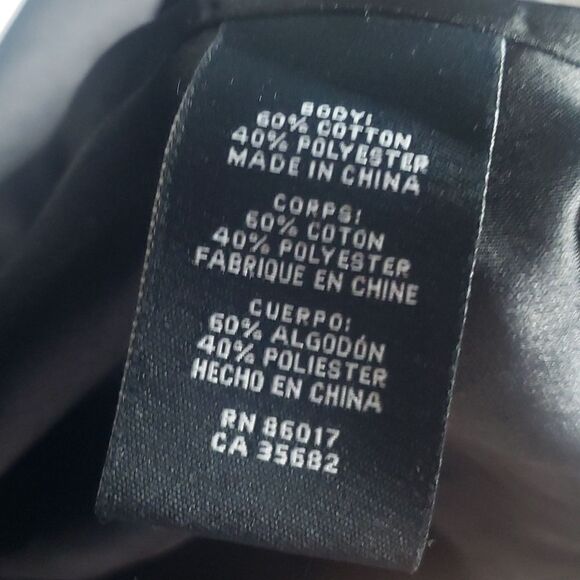 BODY:
60% COTTON
40% POLYESTER
MADE IN CHINA
CORPS:
60% COTON
40% POLYESTER
FABRIQUE EN CHINE
CUERPO:
60% ALGODÓN
40% POLIESTER
HECHO EN CHINA
RN 86017
CA 35682